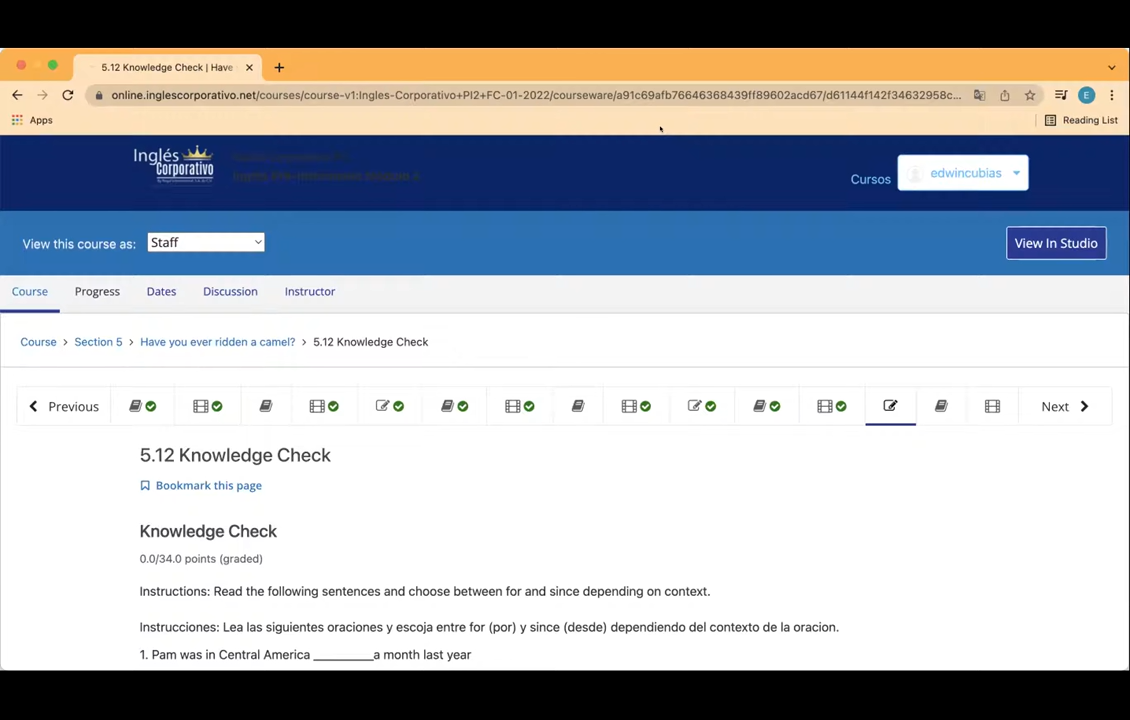 5.12 Knowledge Check | Have
online.inglescorporativo.net/courses/course-v1:Ingles-Corporativo+PI2+FC-01-2022/courseware/a91c69afb76646368439ff89602acd67/d61144f142f34632958c...
E
Apps
Reading List
Inglés
Corporativo
Cursos
edwincubias
View this course as:
Staff
View In Studio
Course Progress Dates Discussion Instructor
Course > Section 5 > Have you ever ridden a camel? > 5.12 Knowledge Check
Previous
Next
5.12 Knowledge Check
Bookmark this page
Knowledge Check
0.0/34.0 points (graded)
Instructions: Read the following sentences and choose between for and since depending on context.
Instrucciones: Lea las siguientes oraciones y escoja entre for (por) y since (desde) dependiendo del contexto de la oracion.
1. Pam was in Central America __________a month last year